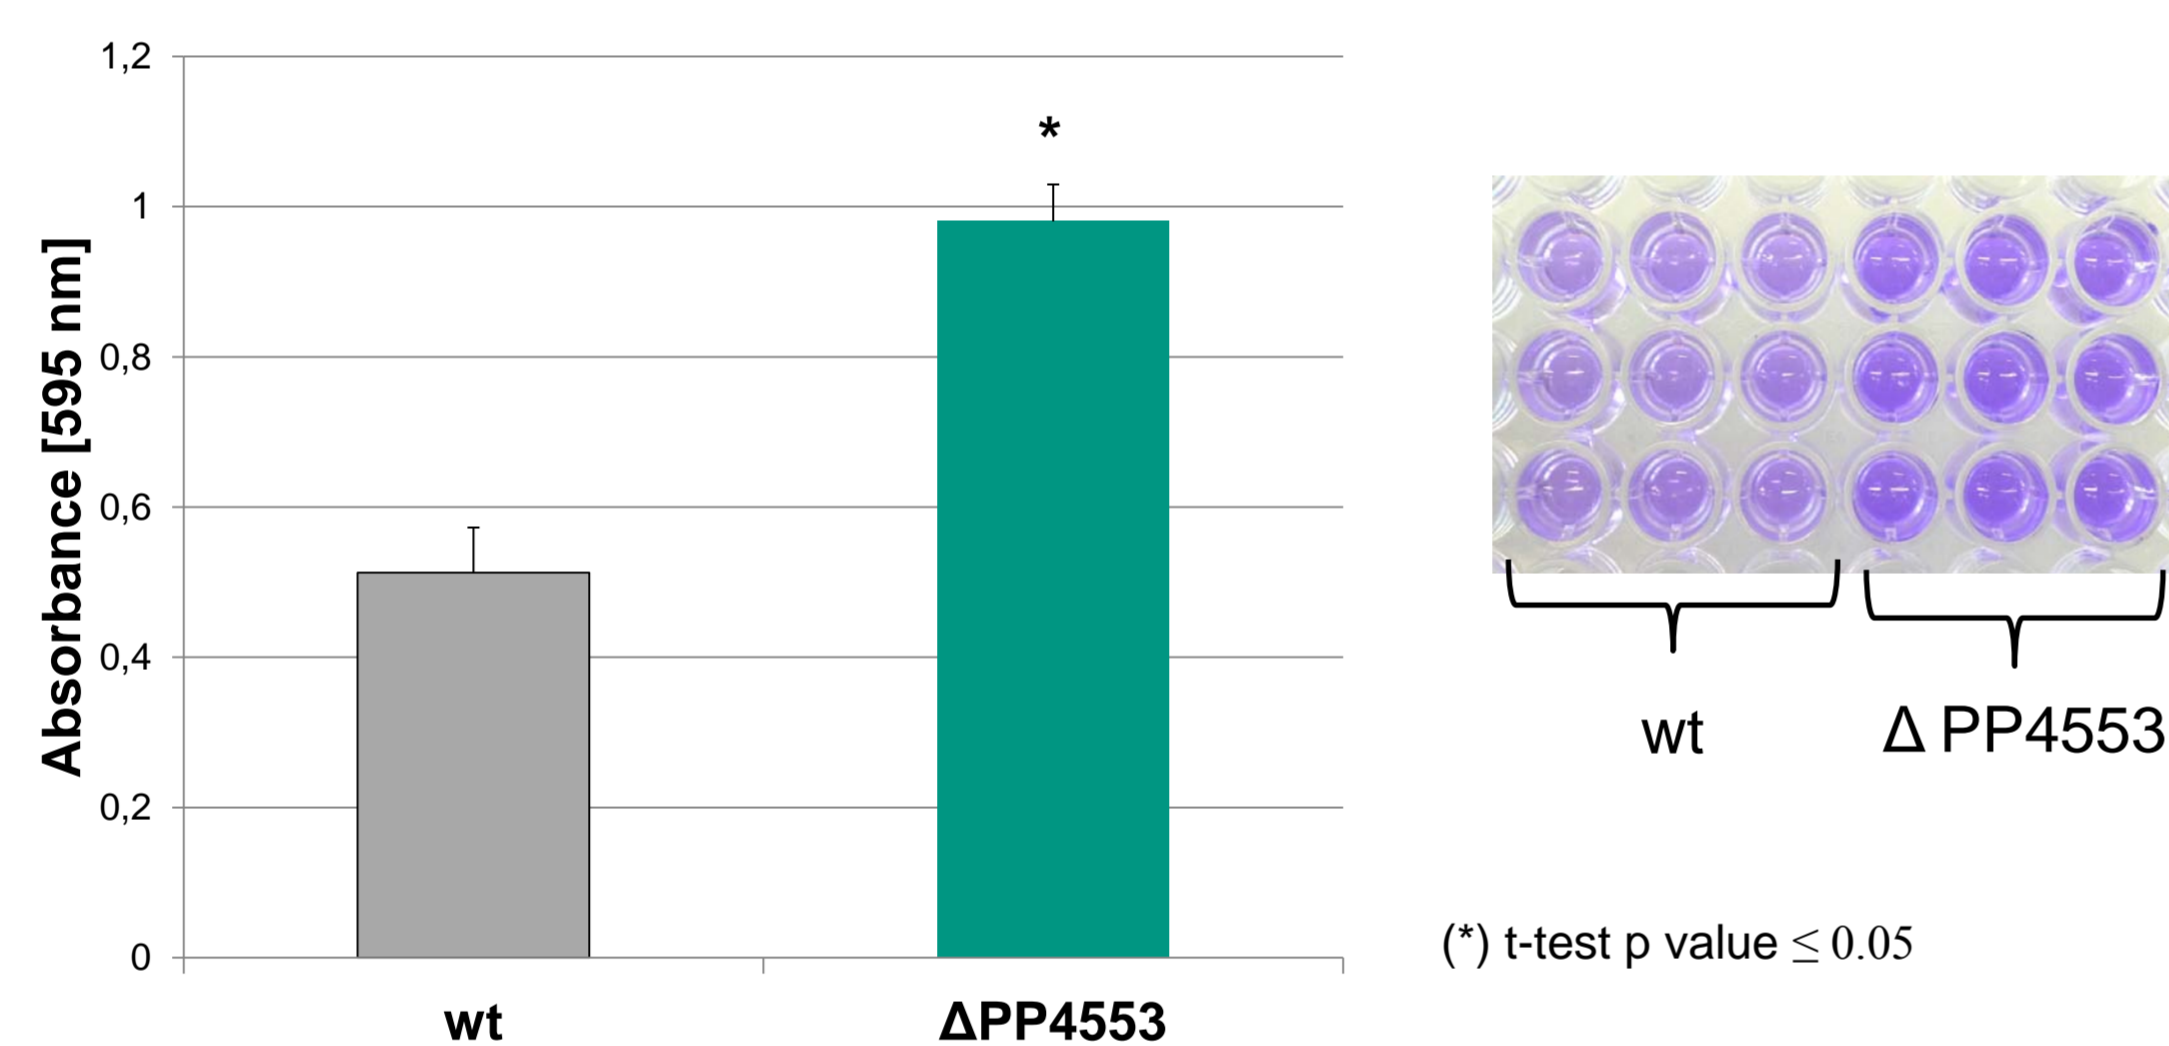 1,2
1
0,8
0,6
0,4
0,2
0
Absorbance [595 nm]
*
wt
ΔPP4553
wt
Δ PP4553
(*) t-test p value ≤ 0.05